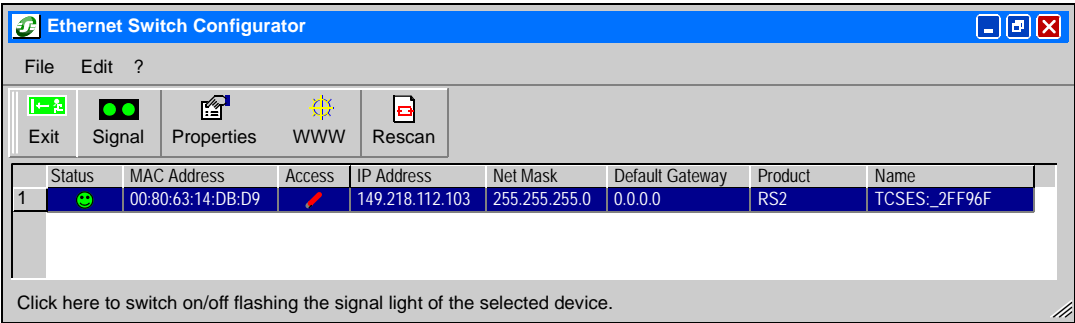 Ethernet Switch Configurator
File Edit ?
Exit Signal Properties WWW Rescan
Status MAC Address Access IP Address Net Mask Default Gateway Product Name
1 00:80:63:14:DB:D9 149.218.112.103 255.255.255.0 0.0.0.0 RS2 TCSES:_2FF96F
Click here to switch on/off flashing the signal light of the selected device.